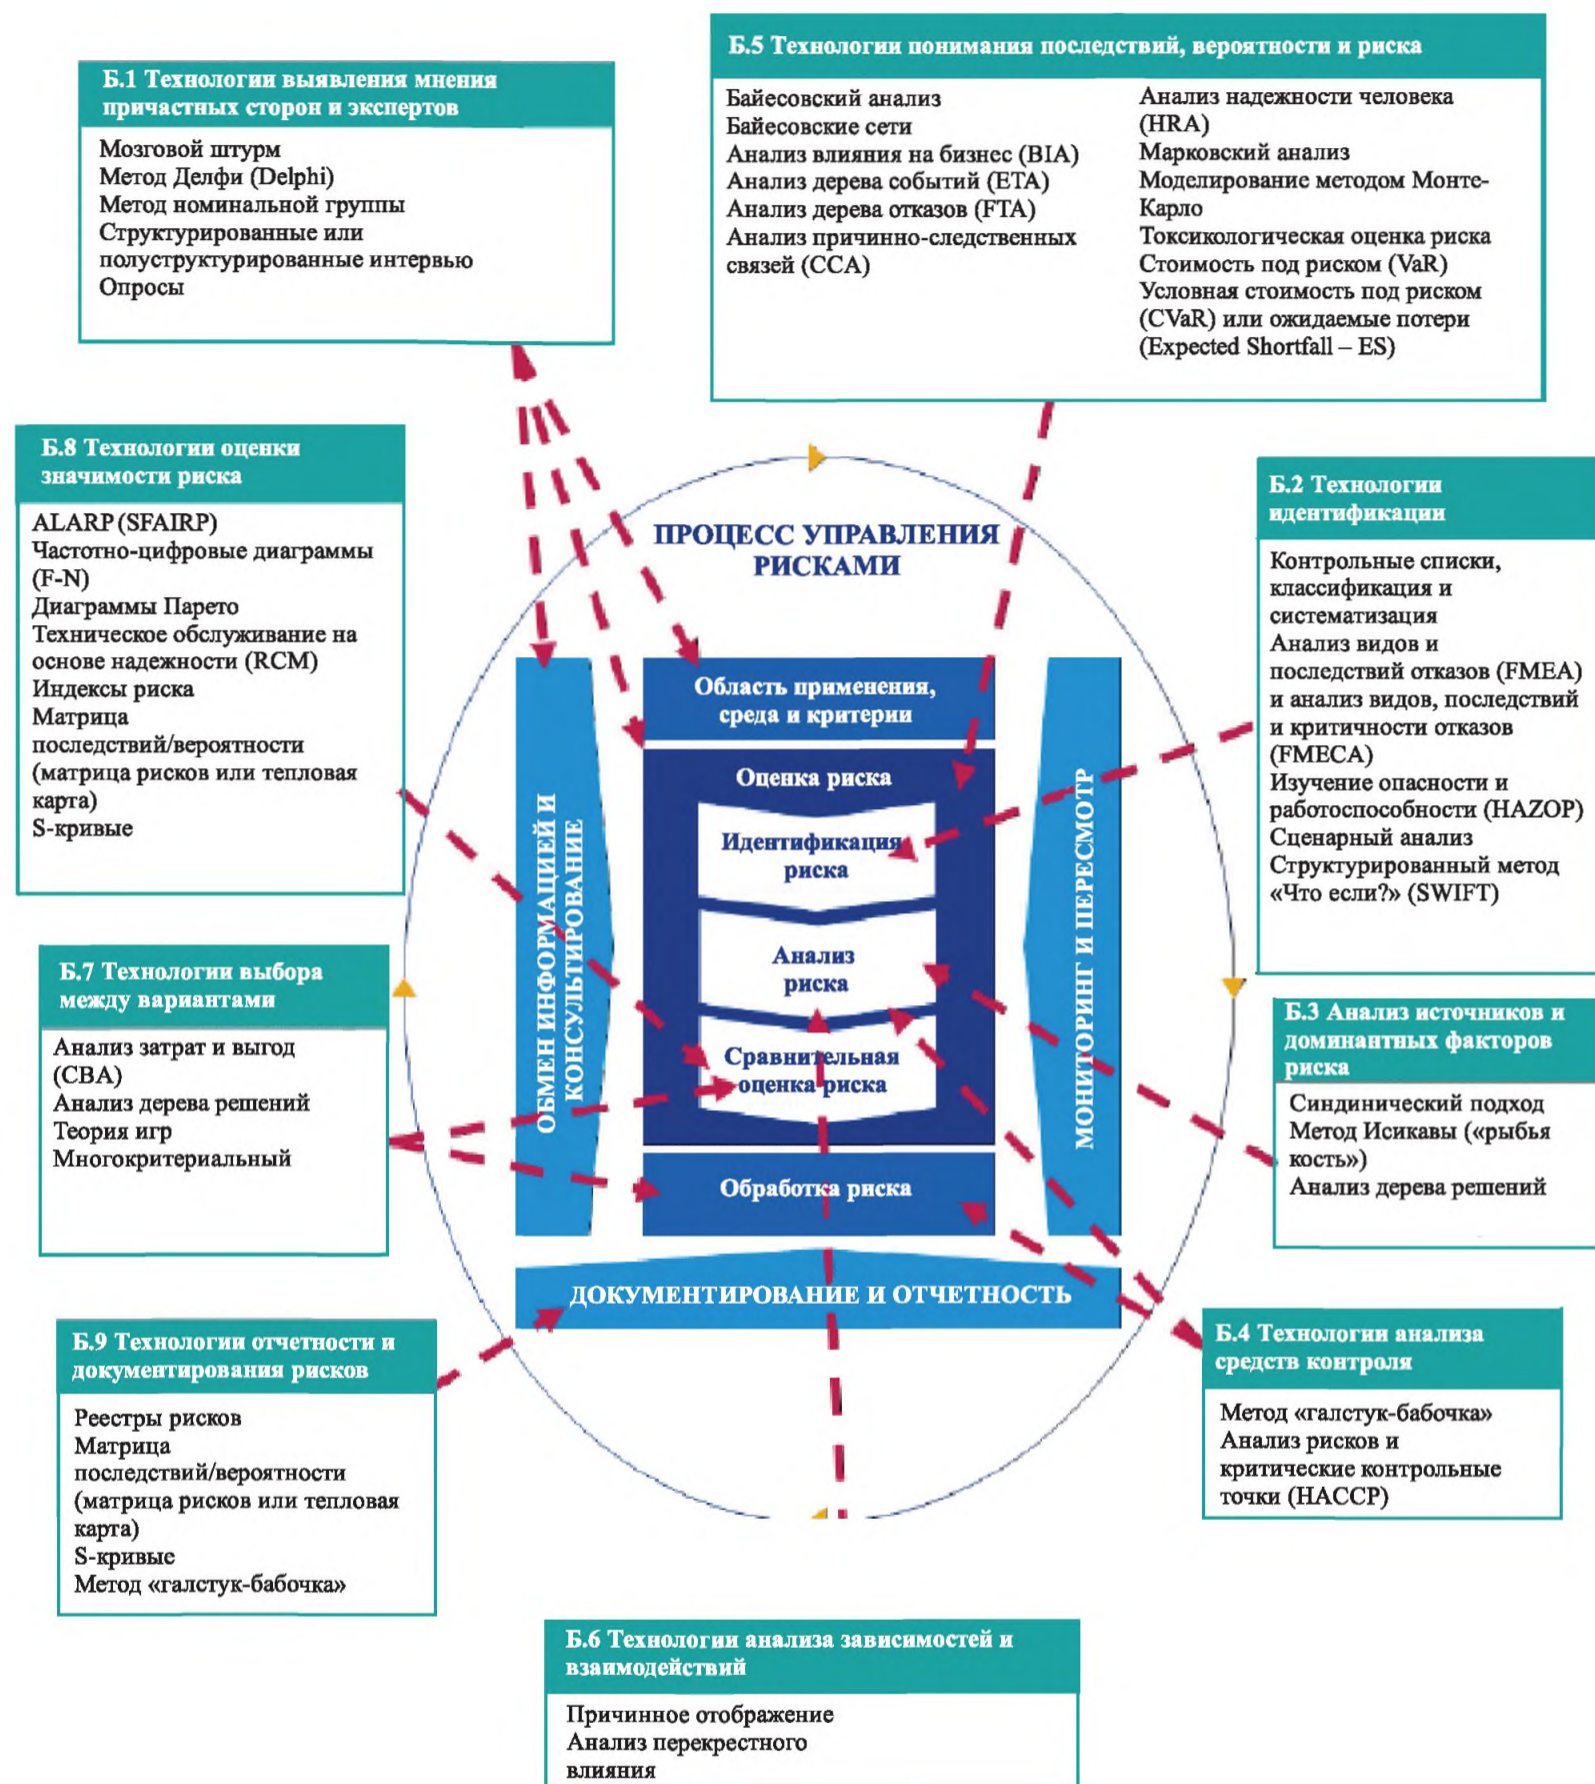 Б.1 Технологии выявления мнения
причастных сторон и экспертов
Мозговой штурм
Метод Делфи (Delphi)
Метод номинальной группы
Структурированные или
полуструктурированные интервью
Опросы
Б.5 Технологии понимания последствий, вероятности и риска
Байесовский анализ
Байесовские сети
Анализ влияния на бизнес (BIA)
Анализ дерева событий (ETA)
Анализ дерева отказов (FTA)
Анализ причинно-следственных
связей (CCA)
Анализ надежности человека
(HRA)
Марковский анализ
Моделирование методом Монте-
Карло
Токсикологическая оценка риска
Стоимость под риском (VaR)
Условная стоимость под риском
(CVaR) или ожидаемые потери
(Expected Shortfall – ES)
Б.8 Технологии оценки
значимости риска
ALARP (SFAIRP)
Частотно-цифровые диаграммы
(F-N)
Диаграммы Парето
Техническое обслуживание на
основе надежности (RCM)
Индексы риска
Матрица
последствий/вероятности
(матрица рисков или тепловая
карта)
S-кривые
ПРОЦЕСС УПРАВЛЕНИЯ
РИСКАМИ
Б.2 Технологии
идентификации
Контрольные списки,
классификация и
систематизация
Анализ видов и
последствий отказов (FMEA)
и анализ видов, последствий
и критичности отказов
(FMECA)
Изучение опасности и
работоспособности (HAZOP)
Сценарный анализ
Структурированный метод
«Что если?» (SWIFT)
Область применения,
среда и критерии
Оценка риска
Идентификация
риска
Анализ
риска
Сравнительная
оценка риска
Обработка риска
ОБМЕН ИНФОРМАЦИЕЙ И
КОНСУЛЬТИРОВАНИЕ
МОНИТОРИНГ И ПЕРЕСМОТР
ДОКУМЕНТИРОВАНИЕ И ОТЧЕТНОСТЬ
Б.7 Технологии выбора
между вариантами
Анализ затрат и выгод
(CBA)
Анализ дерева решений
Теория игр
Многокритериальный
Б.3 Анализ источников и
доминантных факторов
риска
Синдинический подход
Метод Исикавы («рыбья
кость»)
Анализ дерева решений
Б.9 Технологии отчетности и
документирования рисков
Реестры рисков
Матрица
последствий/вероятности
(матрица рисков или тепловая
карта)
S-кривые
Метод «галстук-бабочка»
Б.4 Технологии анализа
средств контроля
Метод «галстук-бабочка»
Анализ рисков и
критические контрольные
точки (HACCP)
Б.6 Технологии анализа зависимостей и
взаимодействий
Причинное отображение
Анализ перекрестного
влияния